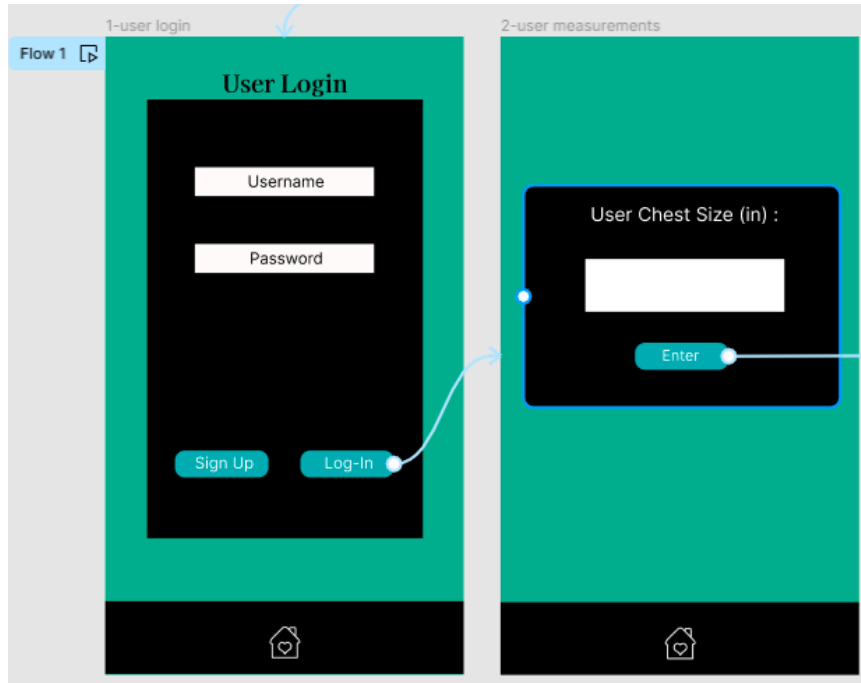 1-user login
2-user measurements
Flow 1
User Login
Username
Password
Sign Up
Log-In
User Chest Size (in) :
Enter